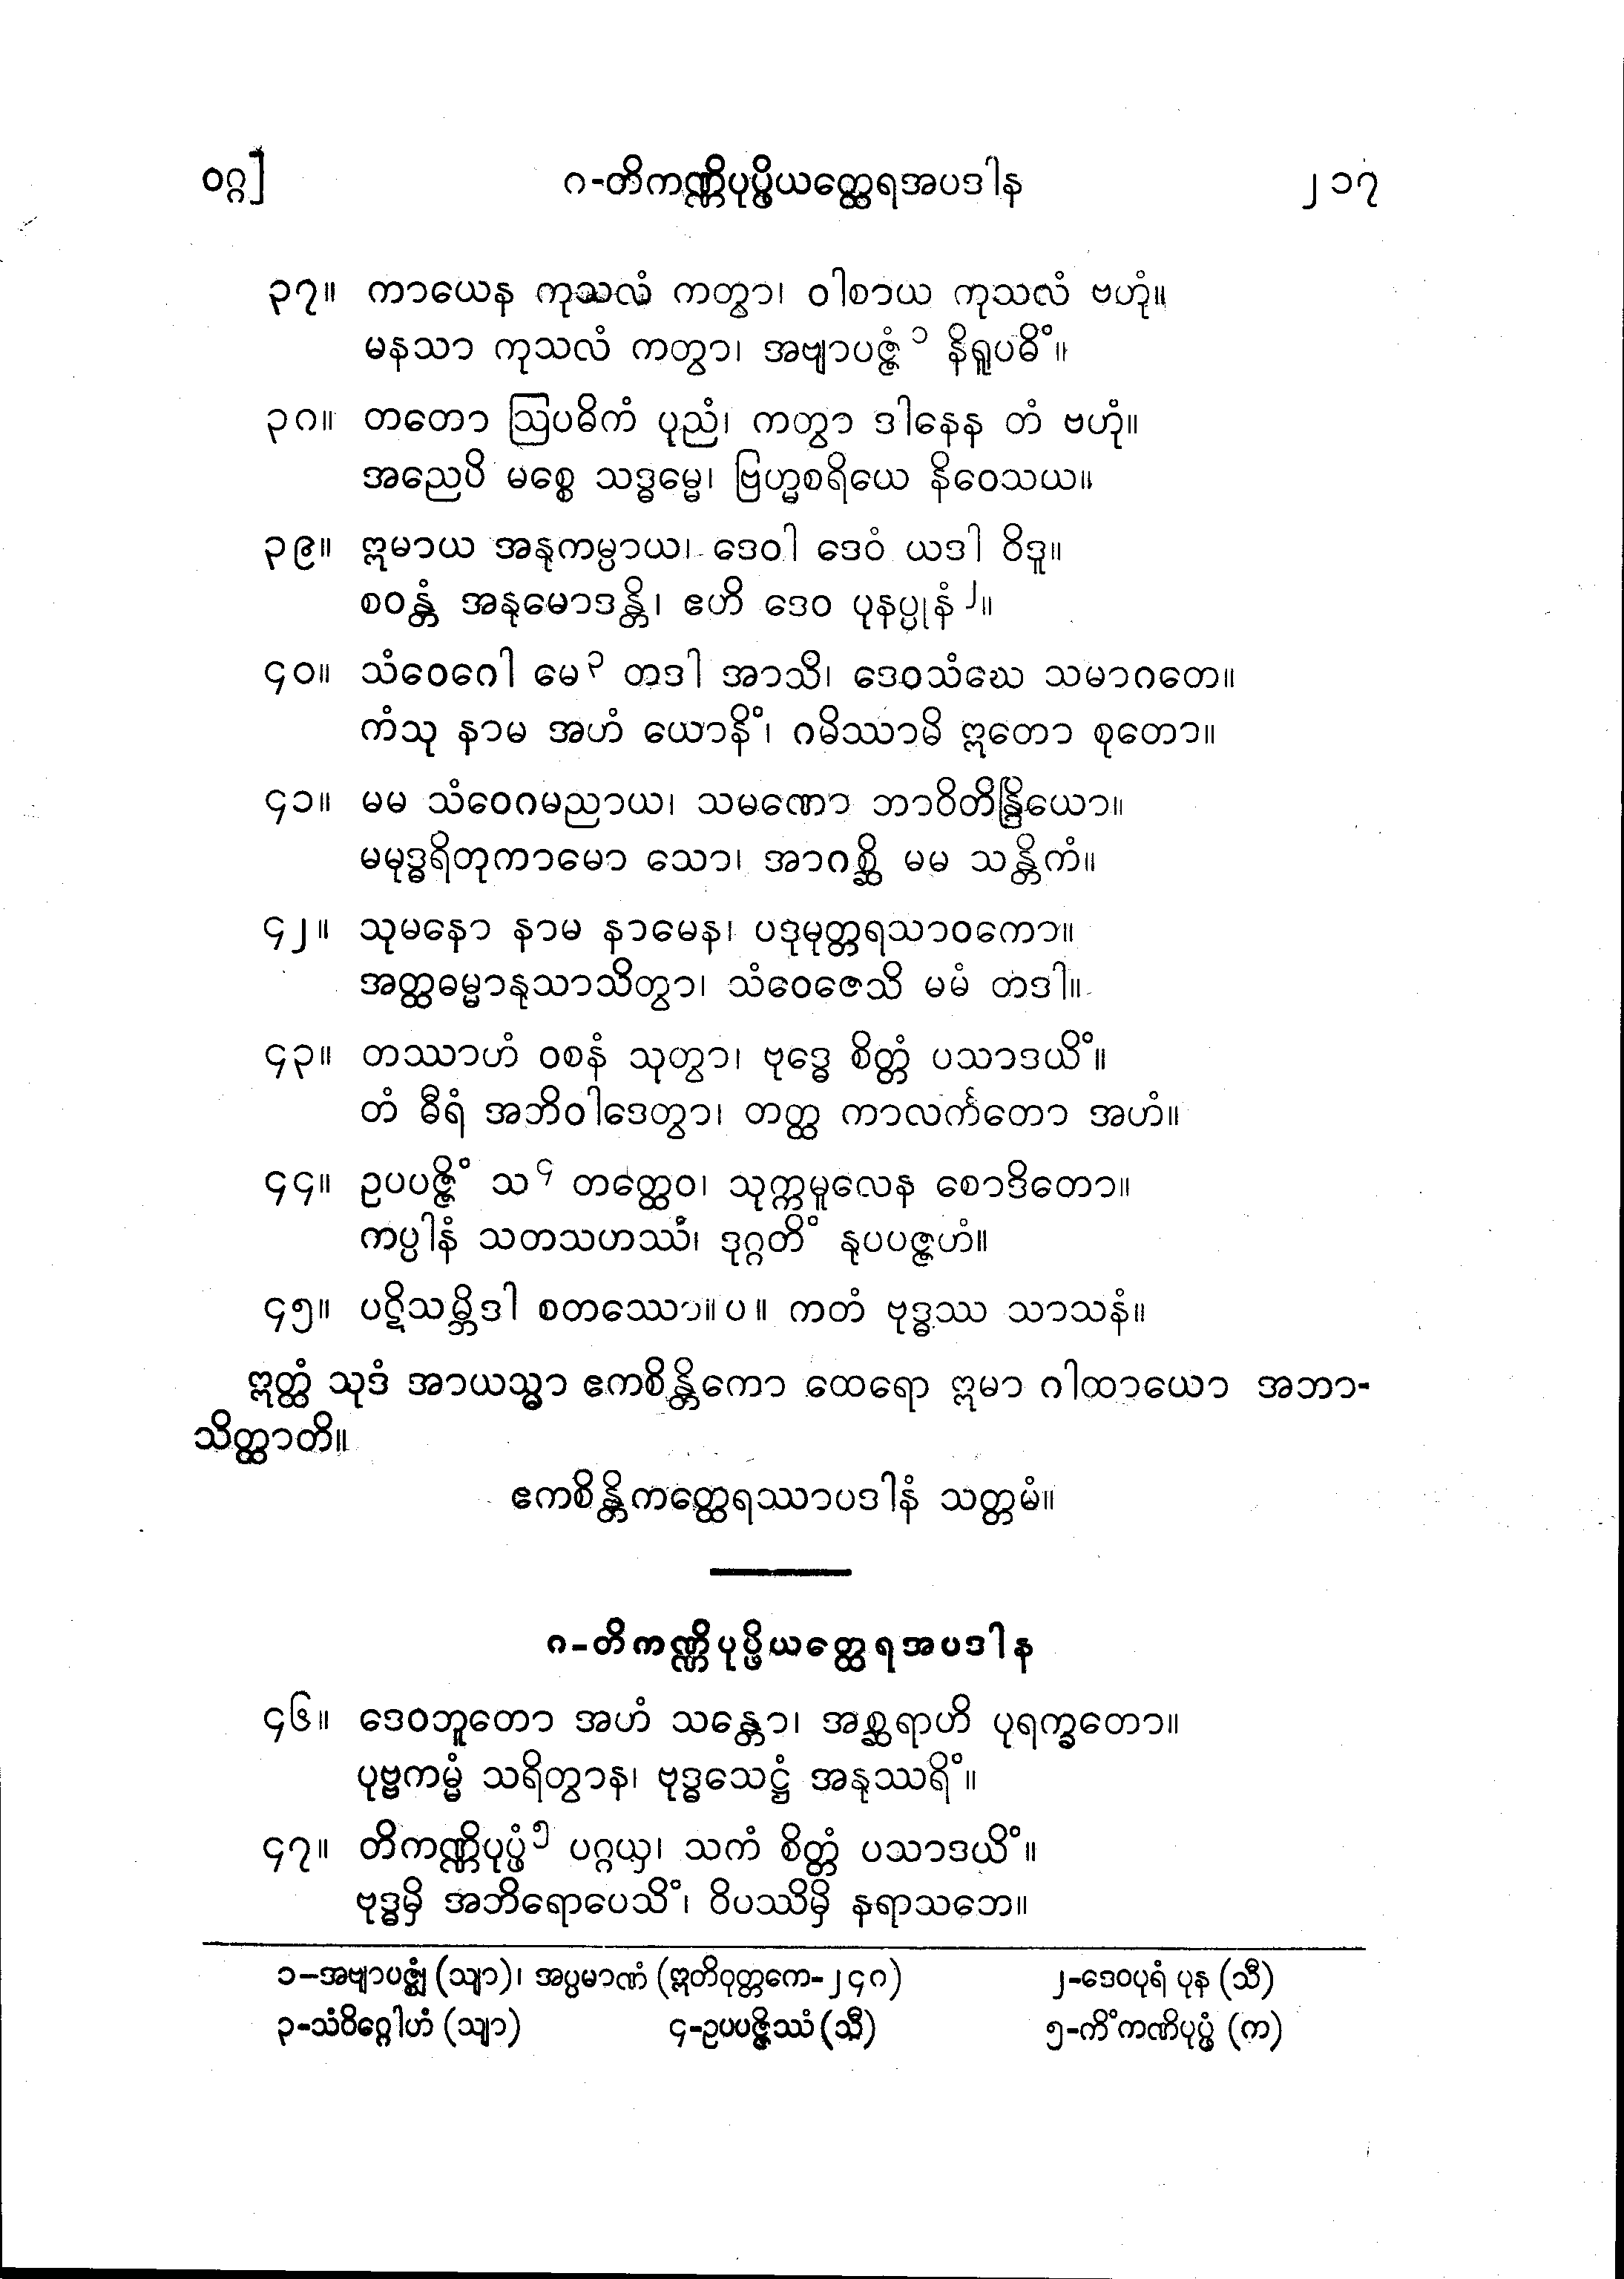 ဝဂ္ဂ] ၈-တိကဏ္ဏိပုပ္ဖိယတ္ထေရအပဒါန ၂၁၇
၃၇။ ကာယေန ကုသလံ ကတွာ၊ ဝါစာယ ကုသလံ ဗဟုံ။
မနသာ ကုသလံ ကတွာ၊ အဗျာပဇ္ဇံ ၁ နိရူပဓိံ။
၃၈။ တတော ဩပဓိကံ ပုညံ၊ ကတွာ ဒါနေန တံ ဗဟုံ။
အညေပိ မစ္စေ သဒ္ဓမ္မေ၊ ဗြဟ္မစရိယေ နိဝေသယ။
၃၉။ ဣမာယ အနုကမ္ပာယ၊ ဒေဝါ ဒေဝံ ယဒါ ဝိဒူ။
စဝန္တံ အနုမောဒန္တိ၊ ဧဟိ ဒေဝ ပုနပ္ပုနံ ၂။
၄၀။ သံဝေဂေါ မေ ၃ တဒါ အာသိ၊ ဒေဝသံဃေ သမာဂတေ။
ကံသု နာမ အဟံ ယောနိံ၊ ဂမိဿာမိ ဣတော စုတော။
၄၁။ မမ သံဝေဂမညာယ၊ သမဏော ဘာဝိတိန္ဒြိယော။
မမုဒ္ဓရိတုကာမော သော၊ အာဂစ္ဆိ မမ သန္တိကံ။
၄၂။ သုမနော နာမ နာမေန၊ ပဒုမုတ္တရသာဝကော။
အတ္ထဓမ္မာနုသာသိတွာ၊ သံဝေဇေသိ မမံ တဒါ။
၄၃။ တဿာဟံ ဝစနံ သုတွာ၊ ဗုဒ္ဓေ စိတ္တံ ပသာဒယိံ။
တံ ဓီရံ အဘိဝါဒေတွာ၊ တတ္ထ ကာလင်္ကတော အဟံ။
၄၄။ ဥပပဇ္ဇိံ သ ၄ တတ္ထေဝ၊ သုက္ကမူလေန စောဒိတော။
ကပ္ပါနံ သတသဟဿံ၊ ဒုဂ္ဂတိံ နုပပဇ္ဇဟံ။
၄၅။ ပဋိသမ္ဘိဒါ စတဿော။ပ။ ကတံ ဗုဒ္ဓဿ သာသနံ။
ဣတ္ထံ သုဒံ အာယသ္မာ ဧကစိန္တိကော ထေရော ဣမာ ဂါထာယော အဘာ-
သိတ္ထာတိ။
ဧကစိန္တိကတ္ထေရဿာပဒါနံ သတ္တမံ။
၈-တိကဏ္ဏိပုပ္ဖိယတ္ထေရအပဒါန
၄၆။ ဒေဝဘူတော အဟံ သန္တော၊ အစ္ဆရာဟိ ပုရက္ခတော။
ပုဗ္ဗကမ္မံ သရိတွာန၊ ဗုဒ္ဓသေဋ္ဌံ အနုဿရိံ။
၄၇။ တိကဏ္ဏိပုပ္ဖံ ၅ ပဂ္ဂယှ၊ သကံ စိတ္တံ ပသာဒယိံ။
ဗုဒ္ဓမှိ အဘိရောပေသိံ၊ ဝိပဿိမှိ နရာသဘေ။
၁-အဗျာပဇ္ဈံ (သျာ)၊ အပ္ပမာဏံ (ဣတိဝုတ္တကေ-၂၄၈) ၂-ဒေဝပုရံ ပုန (သီ)
၃-သံဝိဂ္ဂေါဟံ (သျာ) ၄-ဥပပဇ္ဇိဿံ (သီ) ၅-ကိံကဏိပုပ္ဖံ (က)